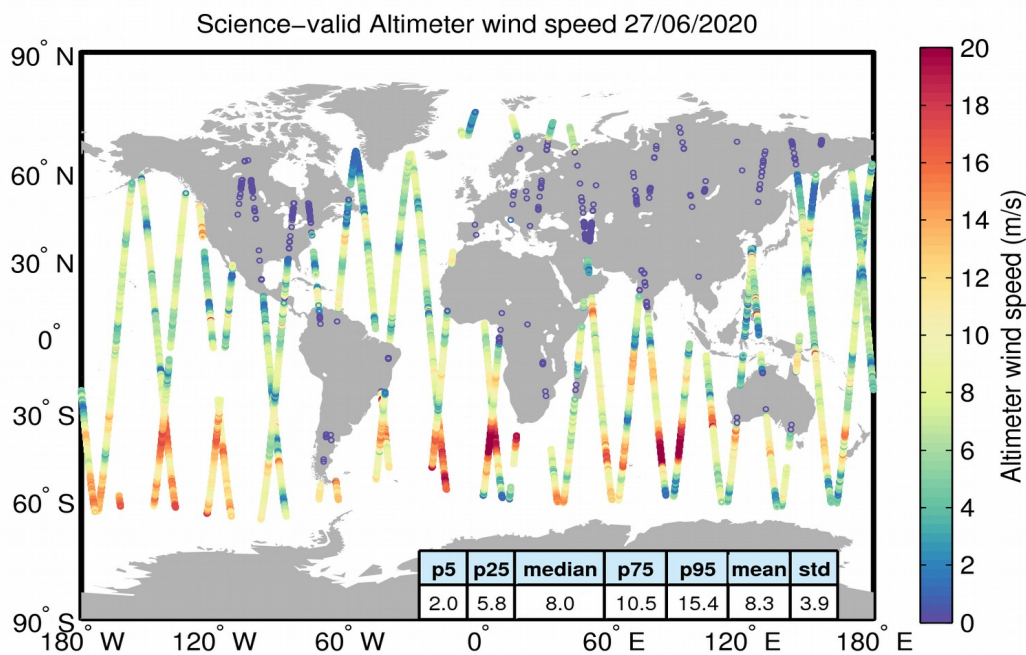 Science−valid Altimeter wind speed 27/06/2020
90° N
60° N
30° N
0°
30° S
60° S
90° S
180° W
120° W
60° W
0°
60° E
120° E
180° E
p5 p25 median p75 p95 mean std
2.0 5.8 8.0 10.5 15.4 8.3 3.9
20
18
16
14
12
10
8
6
4
2
0
Altimeter wind speed (m/s)